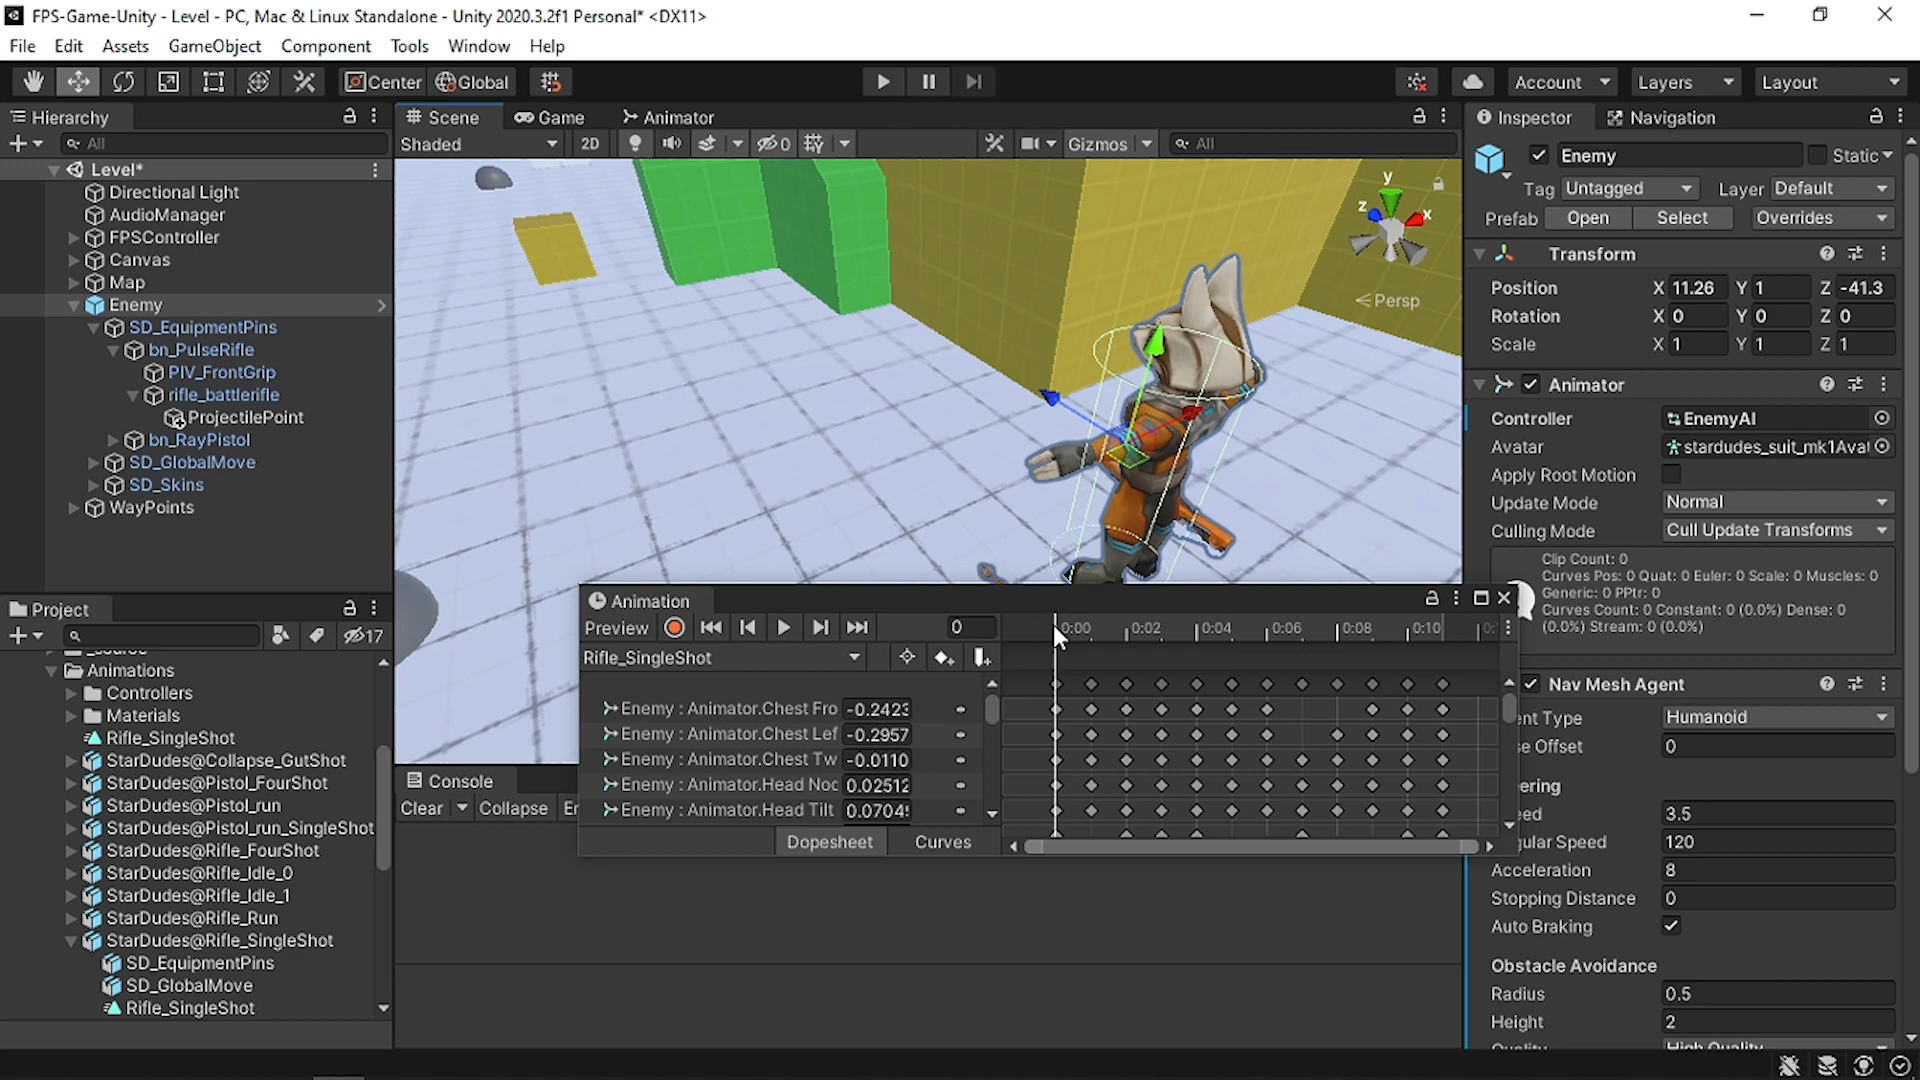 FPS-Game-Unity - Level - PC, Mac & Linux Standalone - Unity 2020.3.2f1 Personal* <DX11>
File Edit Assets GameObject Component Tools Window Help
Center Global Account Layers Layout
Hierarchy
All
Level*
Directional Light
AudioManager
FPSController
Canvas
Map
Enemy
SD_EquipmentPins
bn_PulseRifle
PIV_FrontGrip
rifle_battlerifle
ProjectilePoint
bn_RayPistol
SD_GlobalMove
SD_Skins
WayPoints
Project
17
Animations
Controllers
Materials
Rifle_SingleShot
StarDudes@Collapse_GutShot
StarDudes@Pistol_FourShot
StarDudes@Pistol_run
StarDudes@Pistol_run_SingleShot
StarDudes@Rifle_FourShot
StarDudes@Rifle_Idle_0
StarDudes@Rifle_Idle_1
StarDudes@Rifle_Run
StarDudes@Rifle_SingleShot
SD_EquipmentPins
SD_GlobalMove
Rifle_SingleShot
Scene Game Animator
Shaded 2D 0 Gizmos All
y
z x
Persp
Animation
Preview 0 0:00 0:02 0:04 0:06 0:08 0:10
Rifle_SingleShot
Enemy : Animator.Chest Fro -0.2423
Enemy : Animator.Chest Lef -0.2957
Enemy : Animator.Chest Tw -0.0110
Enemy : Animator.Head Noc 0.02512
Enemy : Animator.Head Tilt 0.0704
Dopesheet Curves
Console
Clear Collapse
Inspector Navigation
Enemy Static
Tag Untagged Layer Default
Prefab Open Select Overrides
Transform
Position X 11.26 Y 1 Z -41.3
Rotation X 0 Y 0 Z 0
Scale X 1 Y 1 Z 1
Animator
Controller EnemyAI
Avatar stardudes_suit_mk1Avat
Apply Root Motion
Update Mode Normal
Culling Mode Cull Update Transforms
Clip Count: 0
Curves Pos: 0 Quat: 0 Euler: 0 Scale: 0 Muscles: 0
Generic: 0 PPtr: 0
Curves Count: 0 Constant: 0 (0.0%) Dense: 0
(0.0%) Stream: 0 (0.0%)
Nav Mesh Agent
ent Type Humanoid
se Offset 0
ering
eed 3.5
gular Speed 120
Acceleration 8
Stopping Distance 0
Auto Braking
Obstacle Avoidance
Radius 0.5
Height 2
Quality High Quality